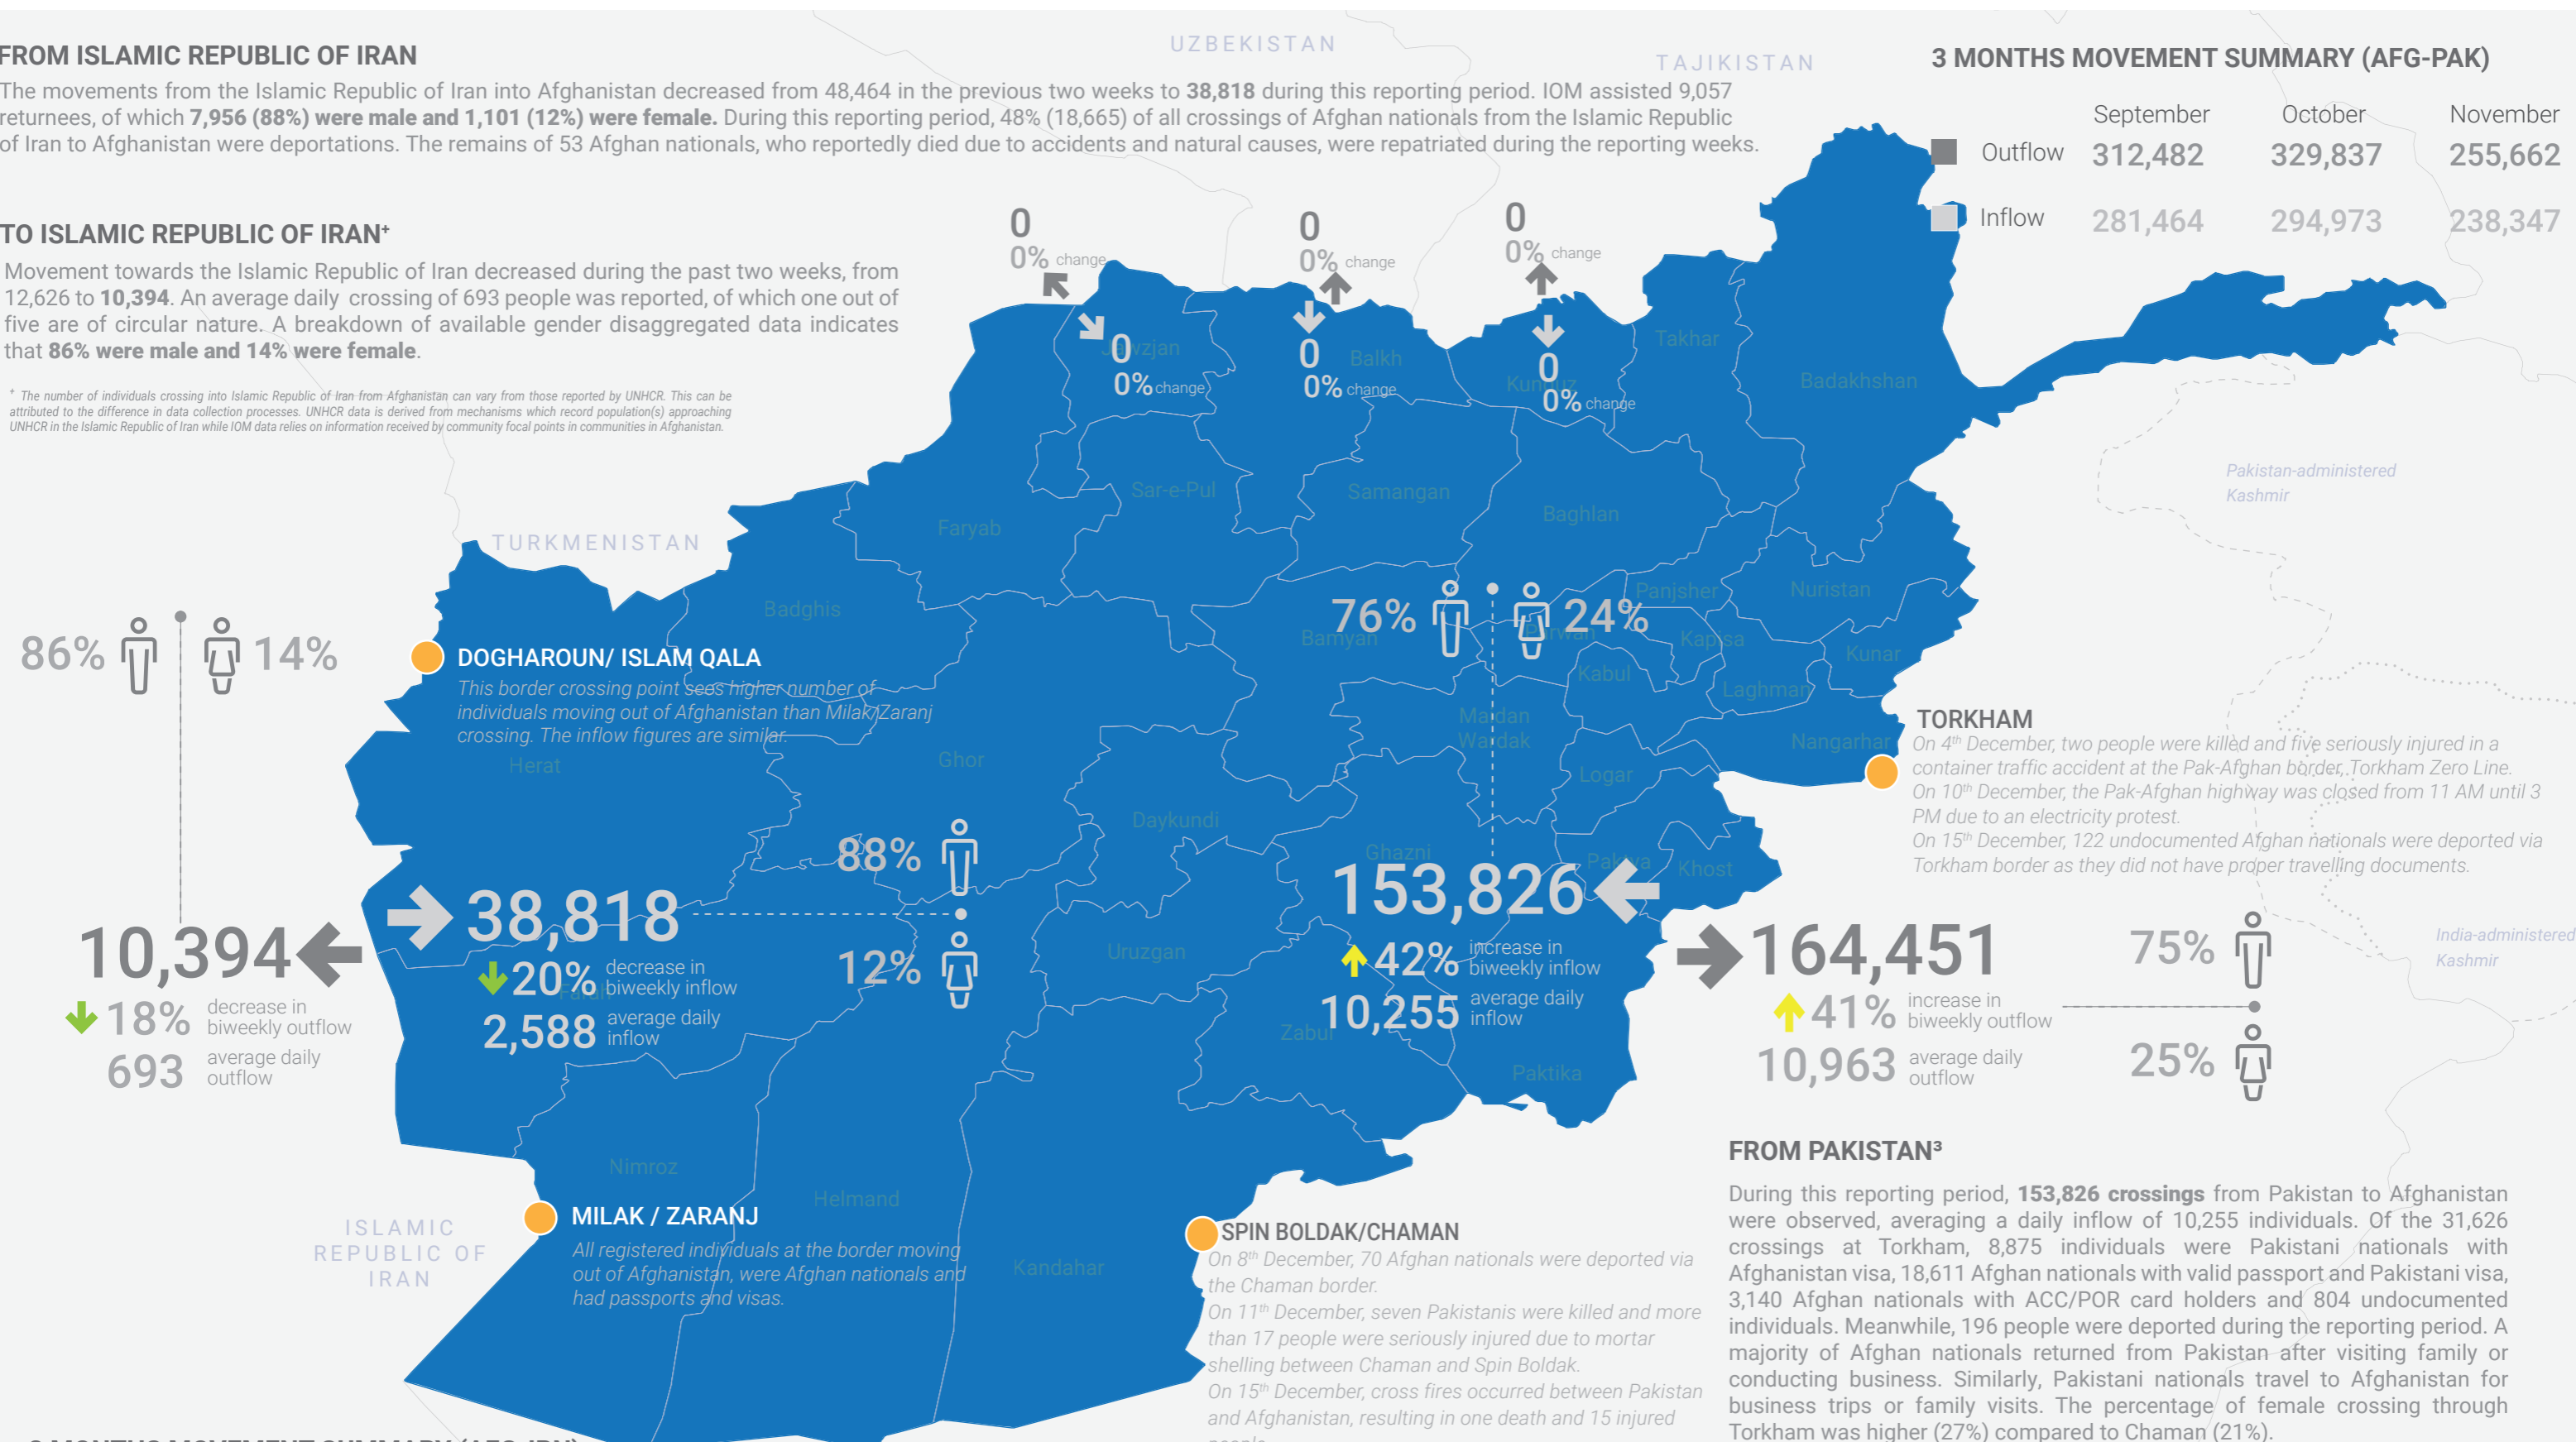 FROM ISLAMIC REPUBLIC OF IRAN
The movements from the Islamic Republic of Iran into Afghanistan decreased from 48,464 in the previous two weeks to 38,818 during this reporting period. IOM assisted 9,057
returnees, of which 7,956 (88%) were male and 1,101 (12%) were female. During this reporting period, 48% (18,665) of all crossings of Afghan nationals from the Islamic Republic
of Iran to Afghanistan were deportations. The remains of 53 Afghan nationals, who reportedly died due to accidents and natural causes, were repatriated during the reporting weeks.
UZBEKISTAN
TAJIKISTAN
3 MONTHS MOVEMENT SUMMARY (AFG-PAK)
September October November
Outflow 312,482 329,837 255,662
Inflow 281,464 294,973 238,347
TO ISLAMIC REPUBLIC OF IRAN+
Movement towards the Islamic Republic of Iran decreased during the past two weeks, from
12,626 to 10,394. An average daily crossing of 693 people was reported, of which one out of
five are of circular nature. A breakdown of available gender disaggregated data indicates
that 86% were male and 14% were female.
+ The number of individuals crossing into Islamic Republic of Iran from Afghanistan can vary from those reported by UNHCR. This can be
attributed to the difference in data collection processes. UNHCR data is derived from mechanisms which record population(s) approaching
UNHCR in the Islamic Republic of Iran while IOM data relies on information received by community focal points in communities in Afghanistan.
0
0% change
0
0% change
0
0% change
0
0% change
0
0% change
0
0% change
Jawzjan
Balkh
Kunduz
Takhar
Badakhshan
Pakistan-administered
Kashmir
Sar-e-Pul
Samangan
Baghlan
Faryab
TURKMENISTAN
Badghis
Panjsher
Nuristan
76% 24%
Bamyan
Parwan
Kapisa
Kunar
Kabul
Laghman
86% 14%
DOGHAROUN/ ISLAM QALA
This border crossing point sees higher number of
individuals moving out of Afghanistan than Milak/Zaranj
crossing. The inflow figures are similar.
Herat
Ghor
Maidan
Wardak
Nangarhar
Logar
TORKHAM
On 4th December, two people were killed and five seriously injured in a
container traffic accident at the Pak-Afghan border, Torkham Zero Line.
On 10th December, the Pak-Afghan highway was closed from 11 AM until 3
PM due to an electricity protest.
On 15th December, 122 undocumented Afghan nationals were deported via
Torkham border as they did not have proper travelling documents.
Daykundi
Ghazni
Paktya
Khost
88%
12%
10,394
18% decrease in
biweekly outflow
693 average daily
outflow
38,818
20% decrease in
biweekly inflow
Farah
2,588 average daily
inflow
Uruzgan
153,826
42% increase in
biweekly inflow
10,255 average daily
inflow
Zabul
Paktika
164,451
41% increase in
biweekly outflow
10,963 average daily
outflow
75%
25%
India-administered
Kashmir
Nimroz
Helmand
Kandahar
ISLAMIC
REPUBLIC OF
IRAN
MILAK / ZARANJ
All registered individuals at the border moving
out of Afghanistan, were Afghan nationals and
had passports and visas.
SPIN BOLDAK/CHAMAN
On 8th December, 70 Afghan nationals were deported via
the Chaman border.
On 11th December, seven Pakistanis were killed and more
than 17 people were seriously injured due to mortar
shelling between Chaman and Spin Boldak.
On 15th December, cross fires occurred between Pakistan
and Afghanistan, resulting in one death and 15 injured
FROM PAKISTAN³
During this reporting period, 153,826 crossings from Pakistan to Afghanistan
were observed, averaging a daily inflow of 10,255 individuals. Of the 31,626
crossings at Torkham, 8,875 individuals were Pakistani nationals with
Afghanistan visa, 18,611 Afghan nationals with valid passport and Pakistani visa,
3,140 Afghan nationals with ACC/POR card holders and 804 undocumented
individuals. Meanwhile, 196 people were deported during the reporting period. A
majority of Afghan nationals returned from Pakistan after visiting family or
conducting business. Similarly, Pakistani nationals travel to Afghanistan for
business trips or family visits. The percentage of female crossing through
Torkham was higher (27%) compared to Chaman (21%).